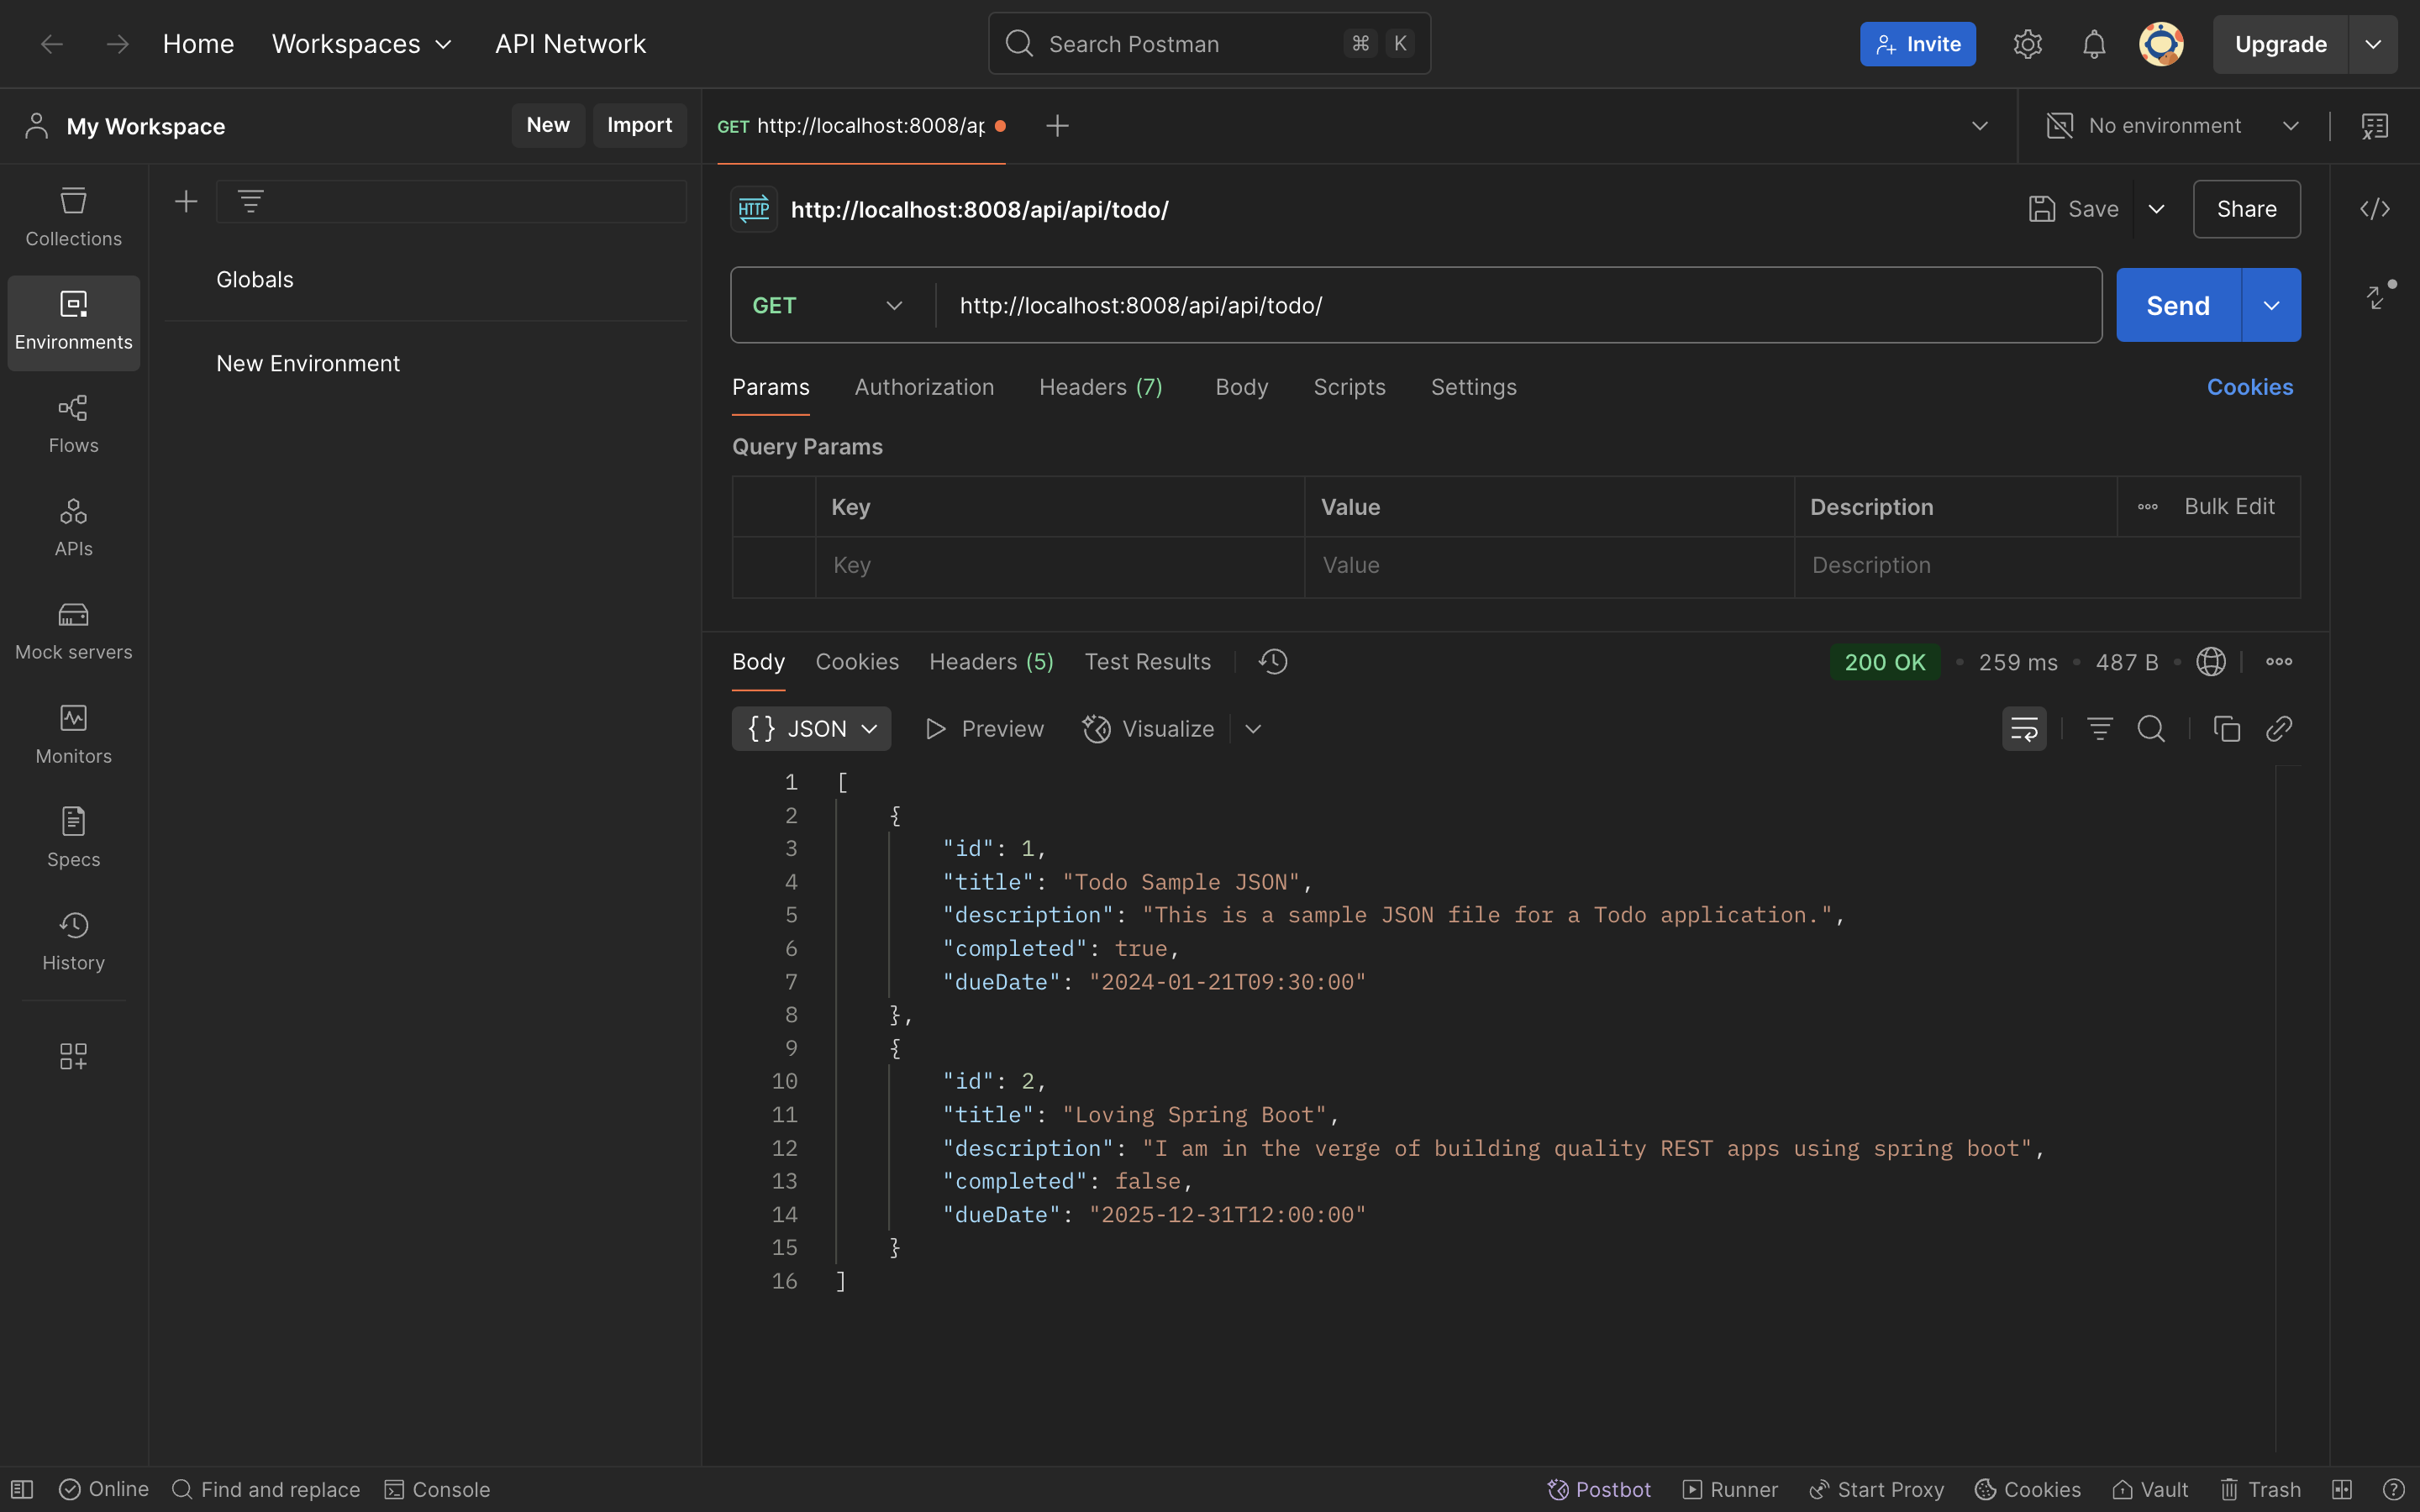 Home Workspaces API Network Search Postman ⌘ K Invite Upgrade
My Workspace New Import GET http://localhost:8008/ap No environment
HTTP http://localhost:8008/api/api/todo/ Save Share
Collections
Globals
Environments
New Environment
Flows
APIs
Mock servers
Monitors
Specs
History
GET http://localhost:8008/api/api/todo/ Send
Params Authorization Headers (7) Body Scripts Settings Cookies
Query Params
Key Value Description Bulk Edit
Key Value Description
Body Cookies Headers (5) Test Results 200 OK • 259 ms • 487 B •
{} JSON Preview Visualize
1 [
2 {
3 "id": 1,
4 "title": "Todo Sample JSON",
5 "description": "This is a sample JSON file for a Todo application.",
6 "completed": true,
7 "dueDate": "2024-01-21T09:30:00"
8 },
9 {
10 "id": 2,
11 "title": "Loving Spring Boot",
12 "description": "I am in the verge of building quality REST apps using spring boot",
13 "completed": false,
14 "dueDate": "2025-12-31T12:00:00"
15 }
16 ]
Online Find and replace Console Postbot Runner Start Proxy Cookies Vault Trash